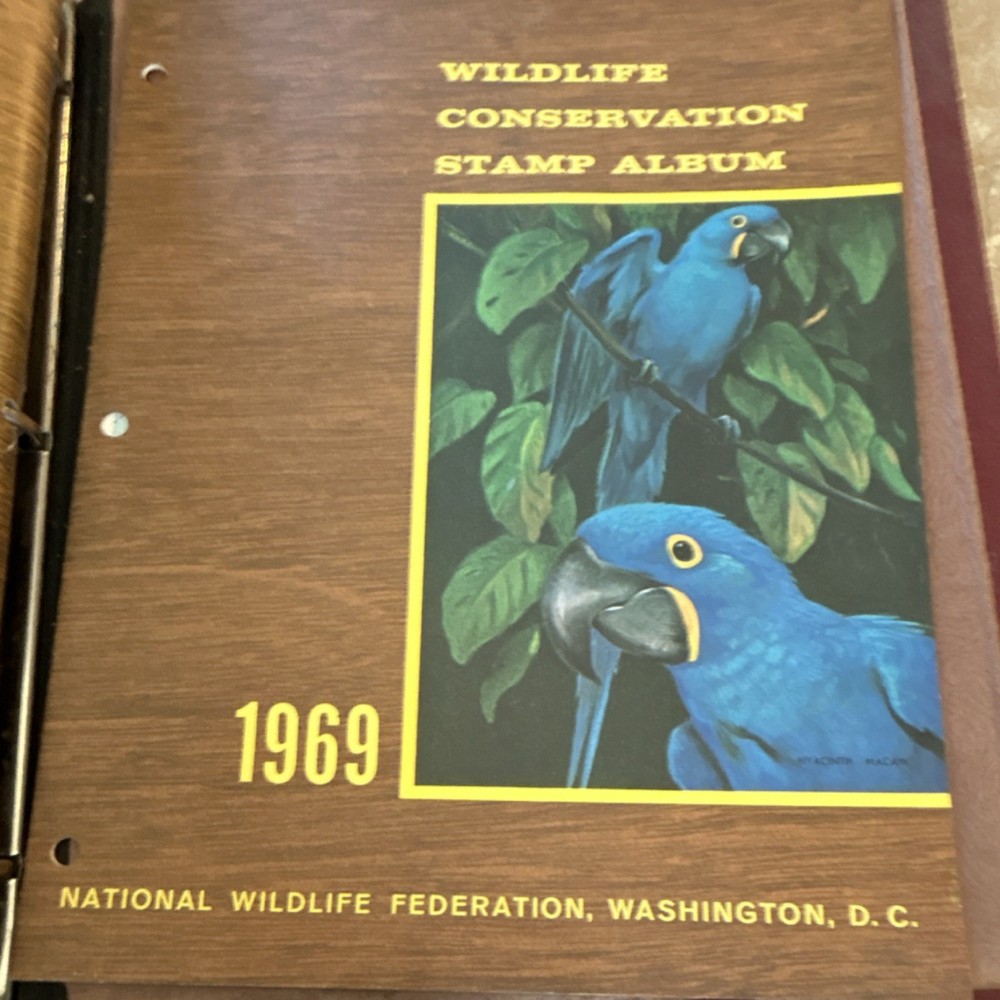 WILDLIFE
CONSERVATION
STAMP ALBUM
HYACINTH MACAW
1969
NATIONAL WILDLIFE FEDERATION, WASHINGTON, D. C.